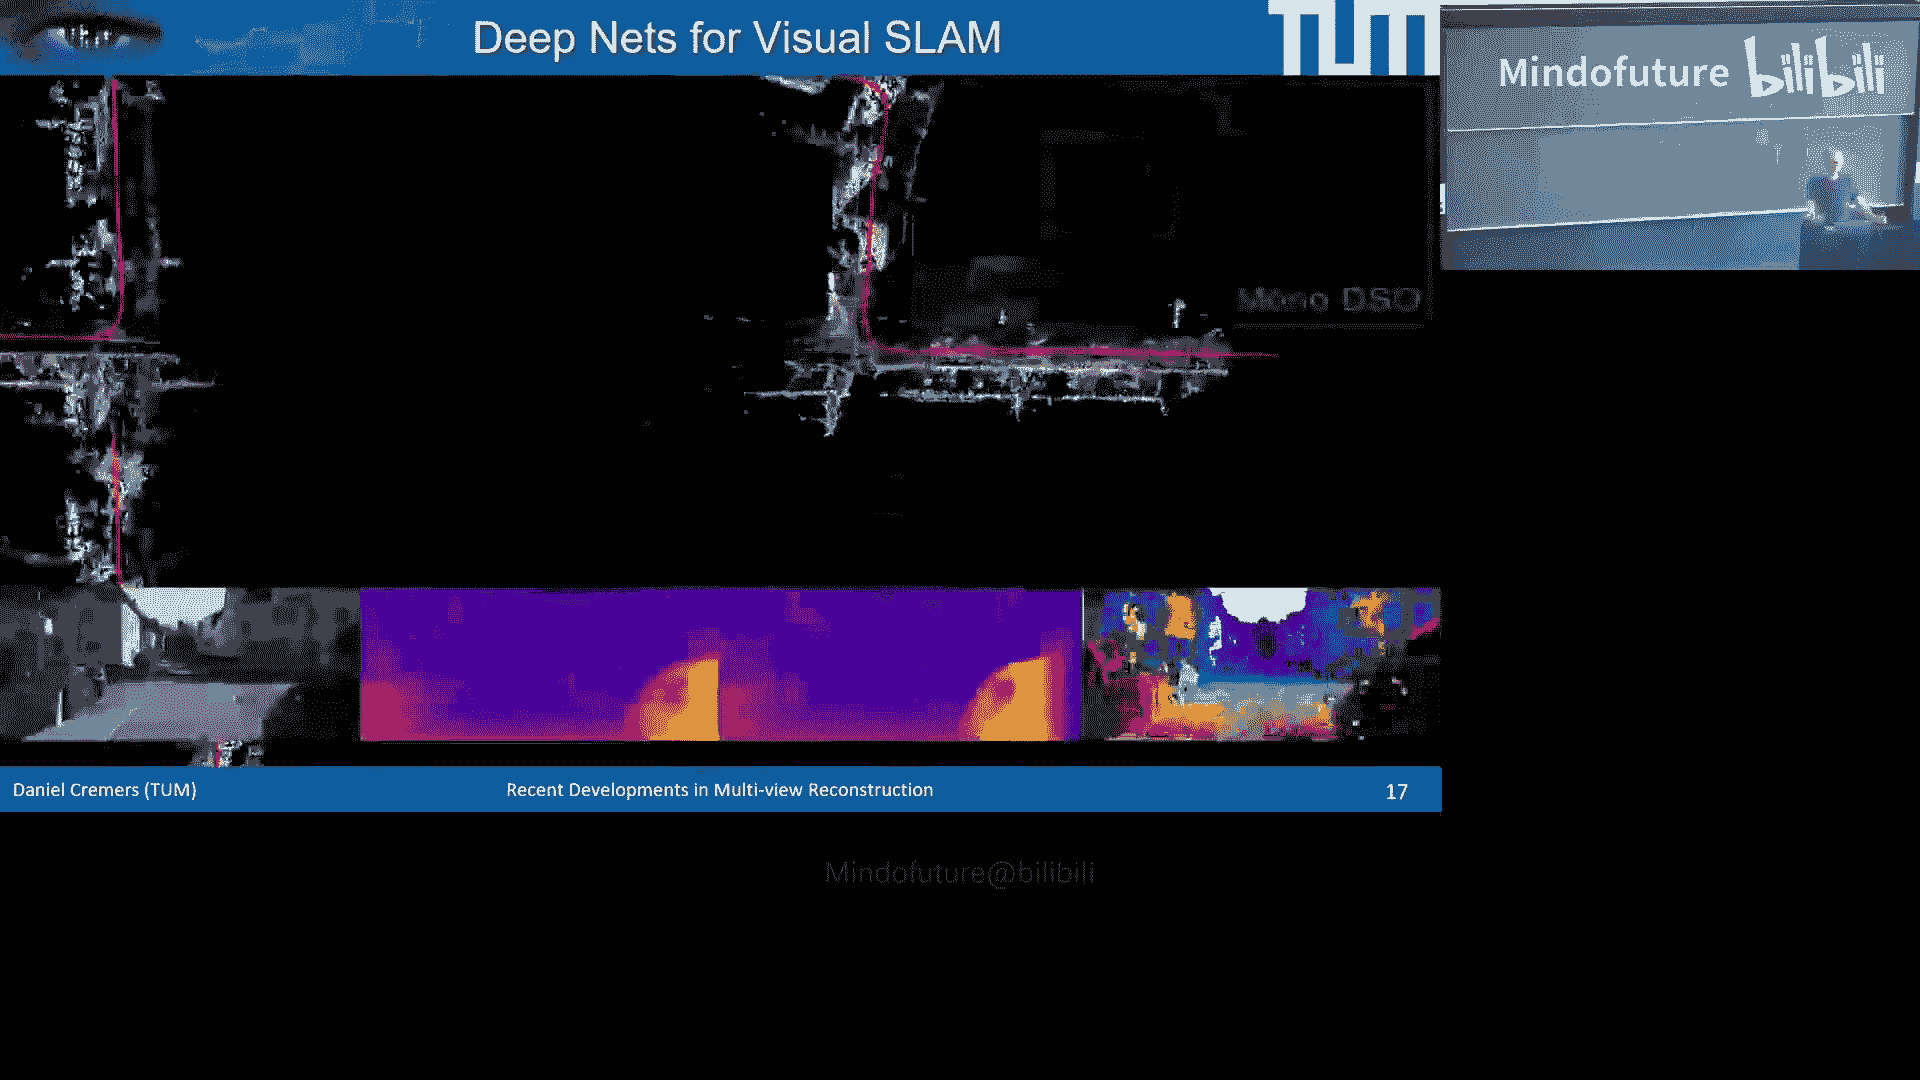 Deep Nets for Visual SLAM
TUM
Mindofuture bilibili
Mono DSO
Daniel Cremers (TUM)
Recent Developments in Multi-view Reconstruction
17
Mindofuture@bilibili